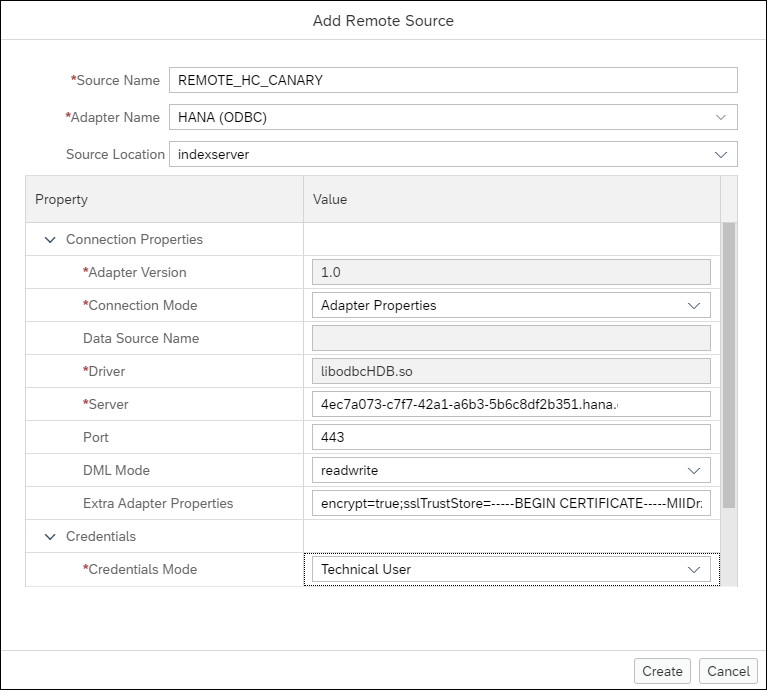 Add Remote Source
*Source Name REMOTE_HC_CANARY
*Adapter Name HANA (ODBC)
Source Location indexserver
Property Value
Connection Properties
*Adapter Version 1.0
*Connection Mode Adapter Properties
Data Source Name
*Driver libodbcHDB.so
*Server 4ec7a073-c7f7-42a1-a6b3-5b6c8df2b351.hana.
Port 443
DML Mode readwrite
Extra Adapter Properties encrypt=true;sslTrustStore=-----BEGIN CERTIFICATE-----MIIDr
Credentials
*Credentials Mode Technical User
Create Cancel